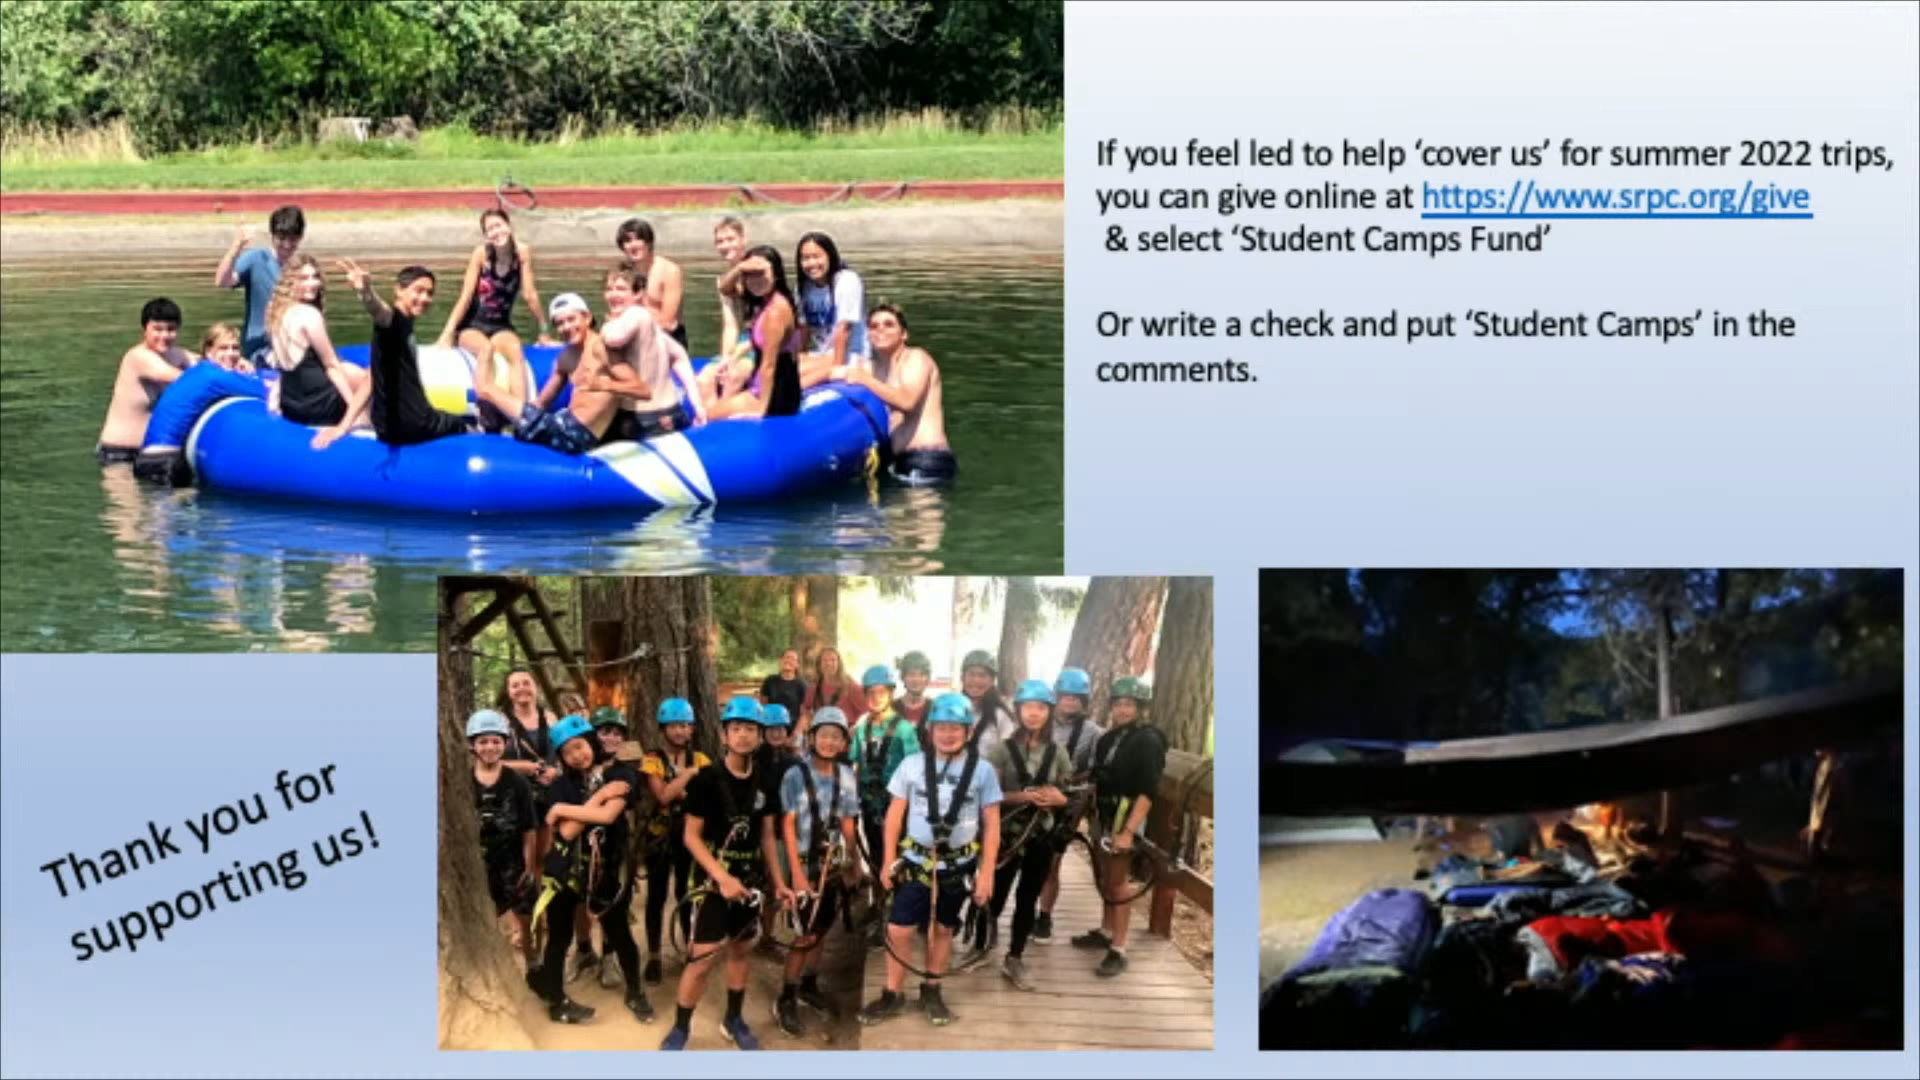 If you feel led to help ‘cover us’ for summer 2022 trips,
you can give online at https://www.srpc.org/give
& select ‘Student Camps Fund’
Or write a check and put ‘Student Camps’ in the
comments.
Thank you for
supporting us!